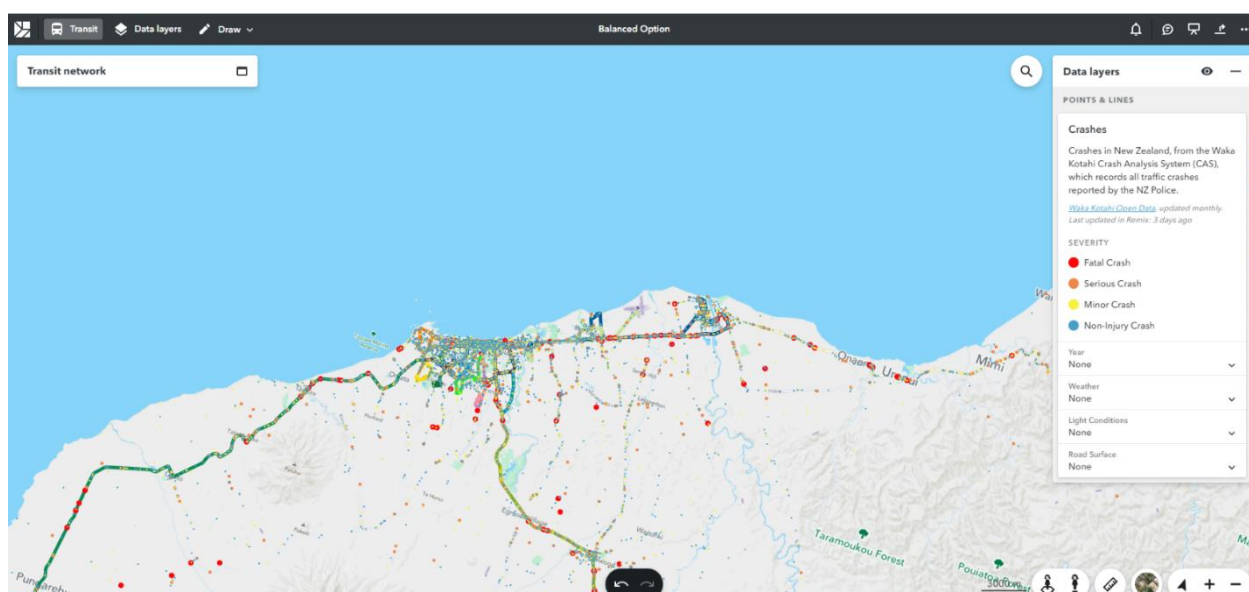 Transit
Data layers
Draw
Balanced Option
Transit network
Data layers
POINTS & LINES
Crashes
Crashes in New Zealand, from the Waka
Kotahi Crash Analysis System (CAS),
which records all traffic crashes
reported by the NZ Police.
Waka Kotahi Open Data, updated monthly.
Last updated in Remix: 3 days ago
SEVERITY
Fatal Crash
Serious Crash
Minor Crash
Non-Injury Crash
Year
None
Weather
None
Light Conditions
None
Road Surface
None
Onaero
Urenui
Mimi
Taramoukou Forest
3000m